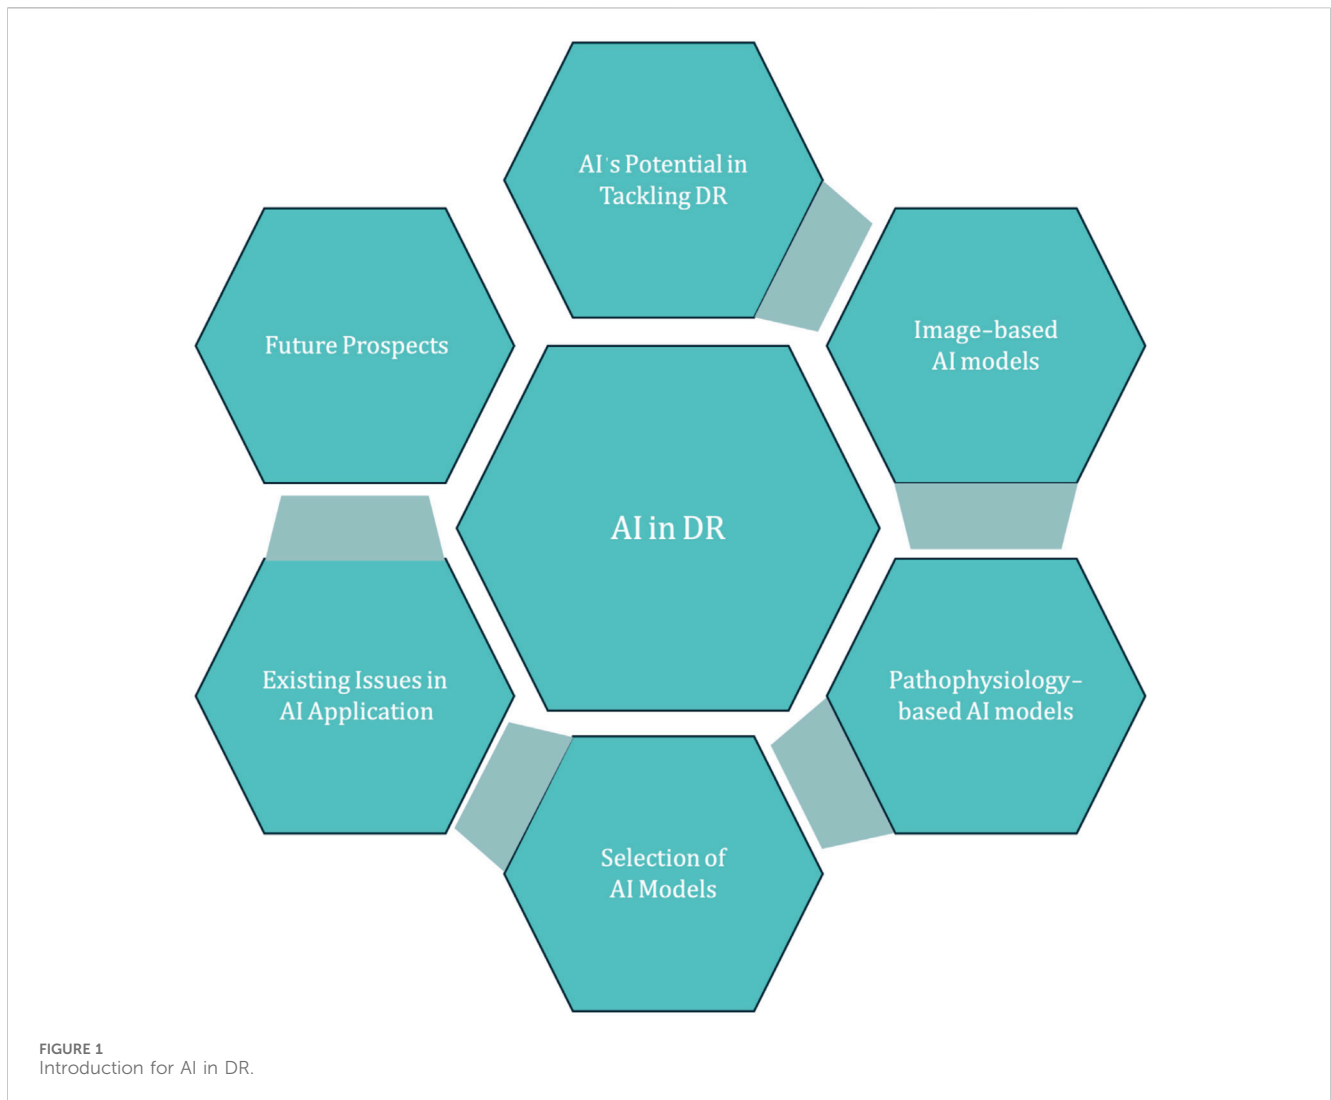 AI's Potential in
Tackling DR
Image-based
AI models
Pathophysiology-
based AI models
Selection of
AI Models
Existing Issues in
AI Application
Future Prospects
AI in DR
FIGURE 1
Introduction for AI in DR.